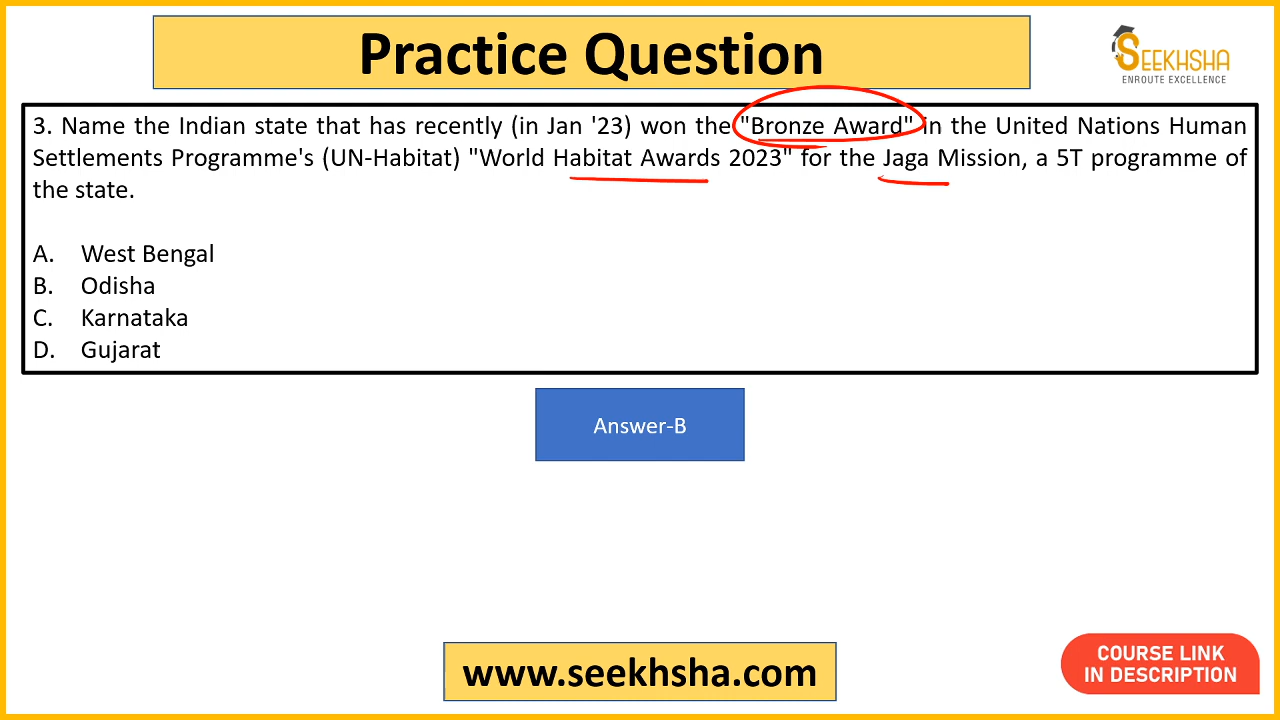 Practice Question
SEEKHSHA
ENROUTE EXCELLENCE
3. Name the Indian state that has recently (in Jan '23) won the "Bronze Award" in the United Nations Human
Settlements Programme's (UN-Habitat) "World Habitat Awards 2023" for the Jaga Mission, a 5T programme of
the state.
A. West Bengal
B. Odisha
C. Karnataka
D. Gujarat
Answer-B
www.seekhsha.com
COURSE LINK
IN DESCRIPTION